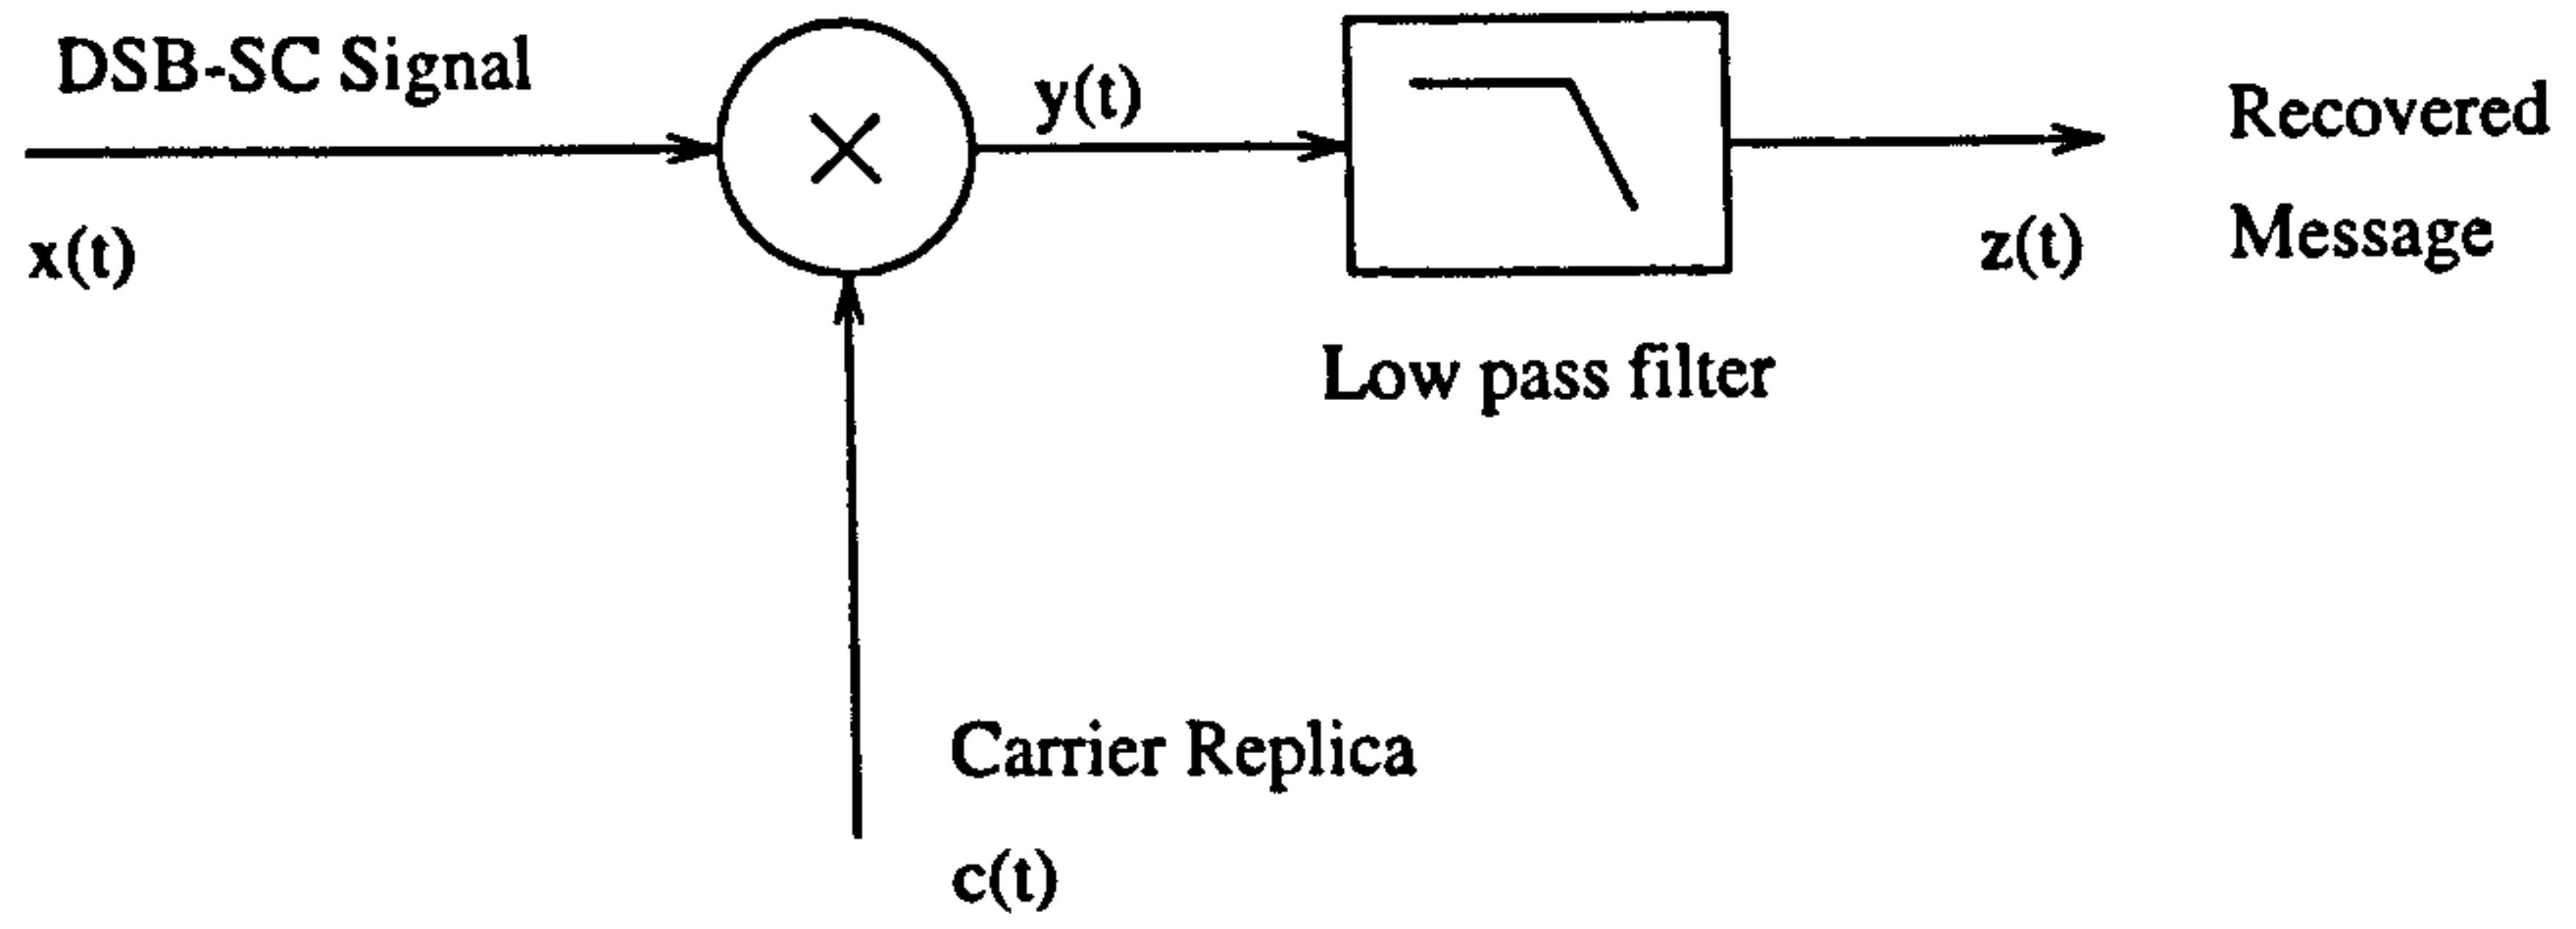 DSB-SC Signal
x(t)
y(t)
Low pass filter
z(t)
Recovered
Message
Carrier Replica
c(t)